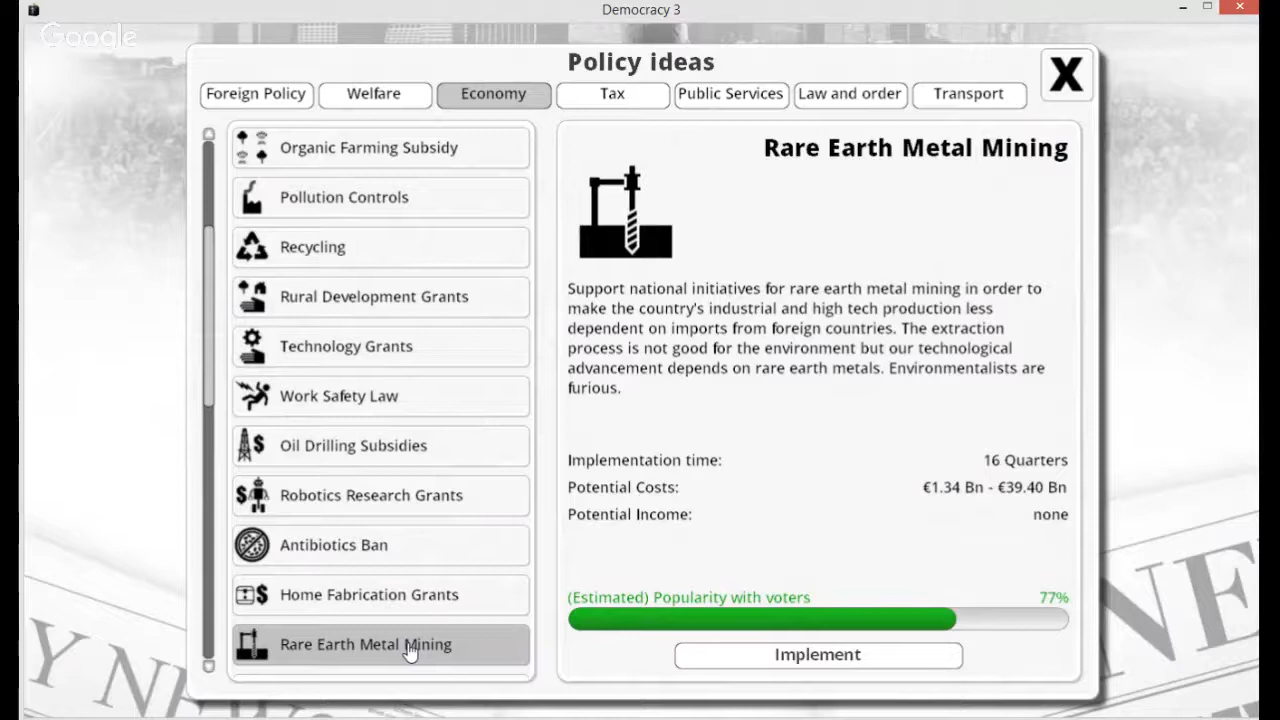 Democracy 3
Google
Policy ideas
X
Foreign Policy
Welfare
Economy
Tax
Public Services
Law and order
Transport
Organic Farming Subsidy
Pollution Controls
Recycling
Rural Development Grants
Technology Grants
Work Safety Law
Oil Drilling Subsidies
Robotics Research Grants
Antibiotics Ban
Home Fabrication Grants
Rare Earth Metal Mining
Rare Earth Metal Mining
Support national initiatives for rare earth metal mining in order to
make the country's industrial and high tech production less
dependent on imports from foreign countries. The extraction
process is not good for the environment but our technological
advancement depends on rare earth metals. Environmentalists are
furious.
Implementation time: 16 Quarters
Potential Costs: €1.34 Bn - €39.40 Bn
Potential Income: none
(Estimated) Popularity with voters 77%
Implement